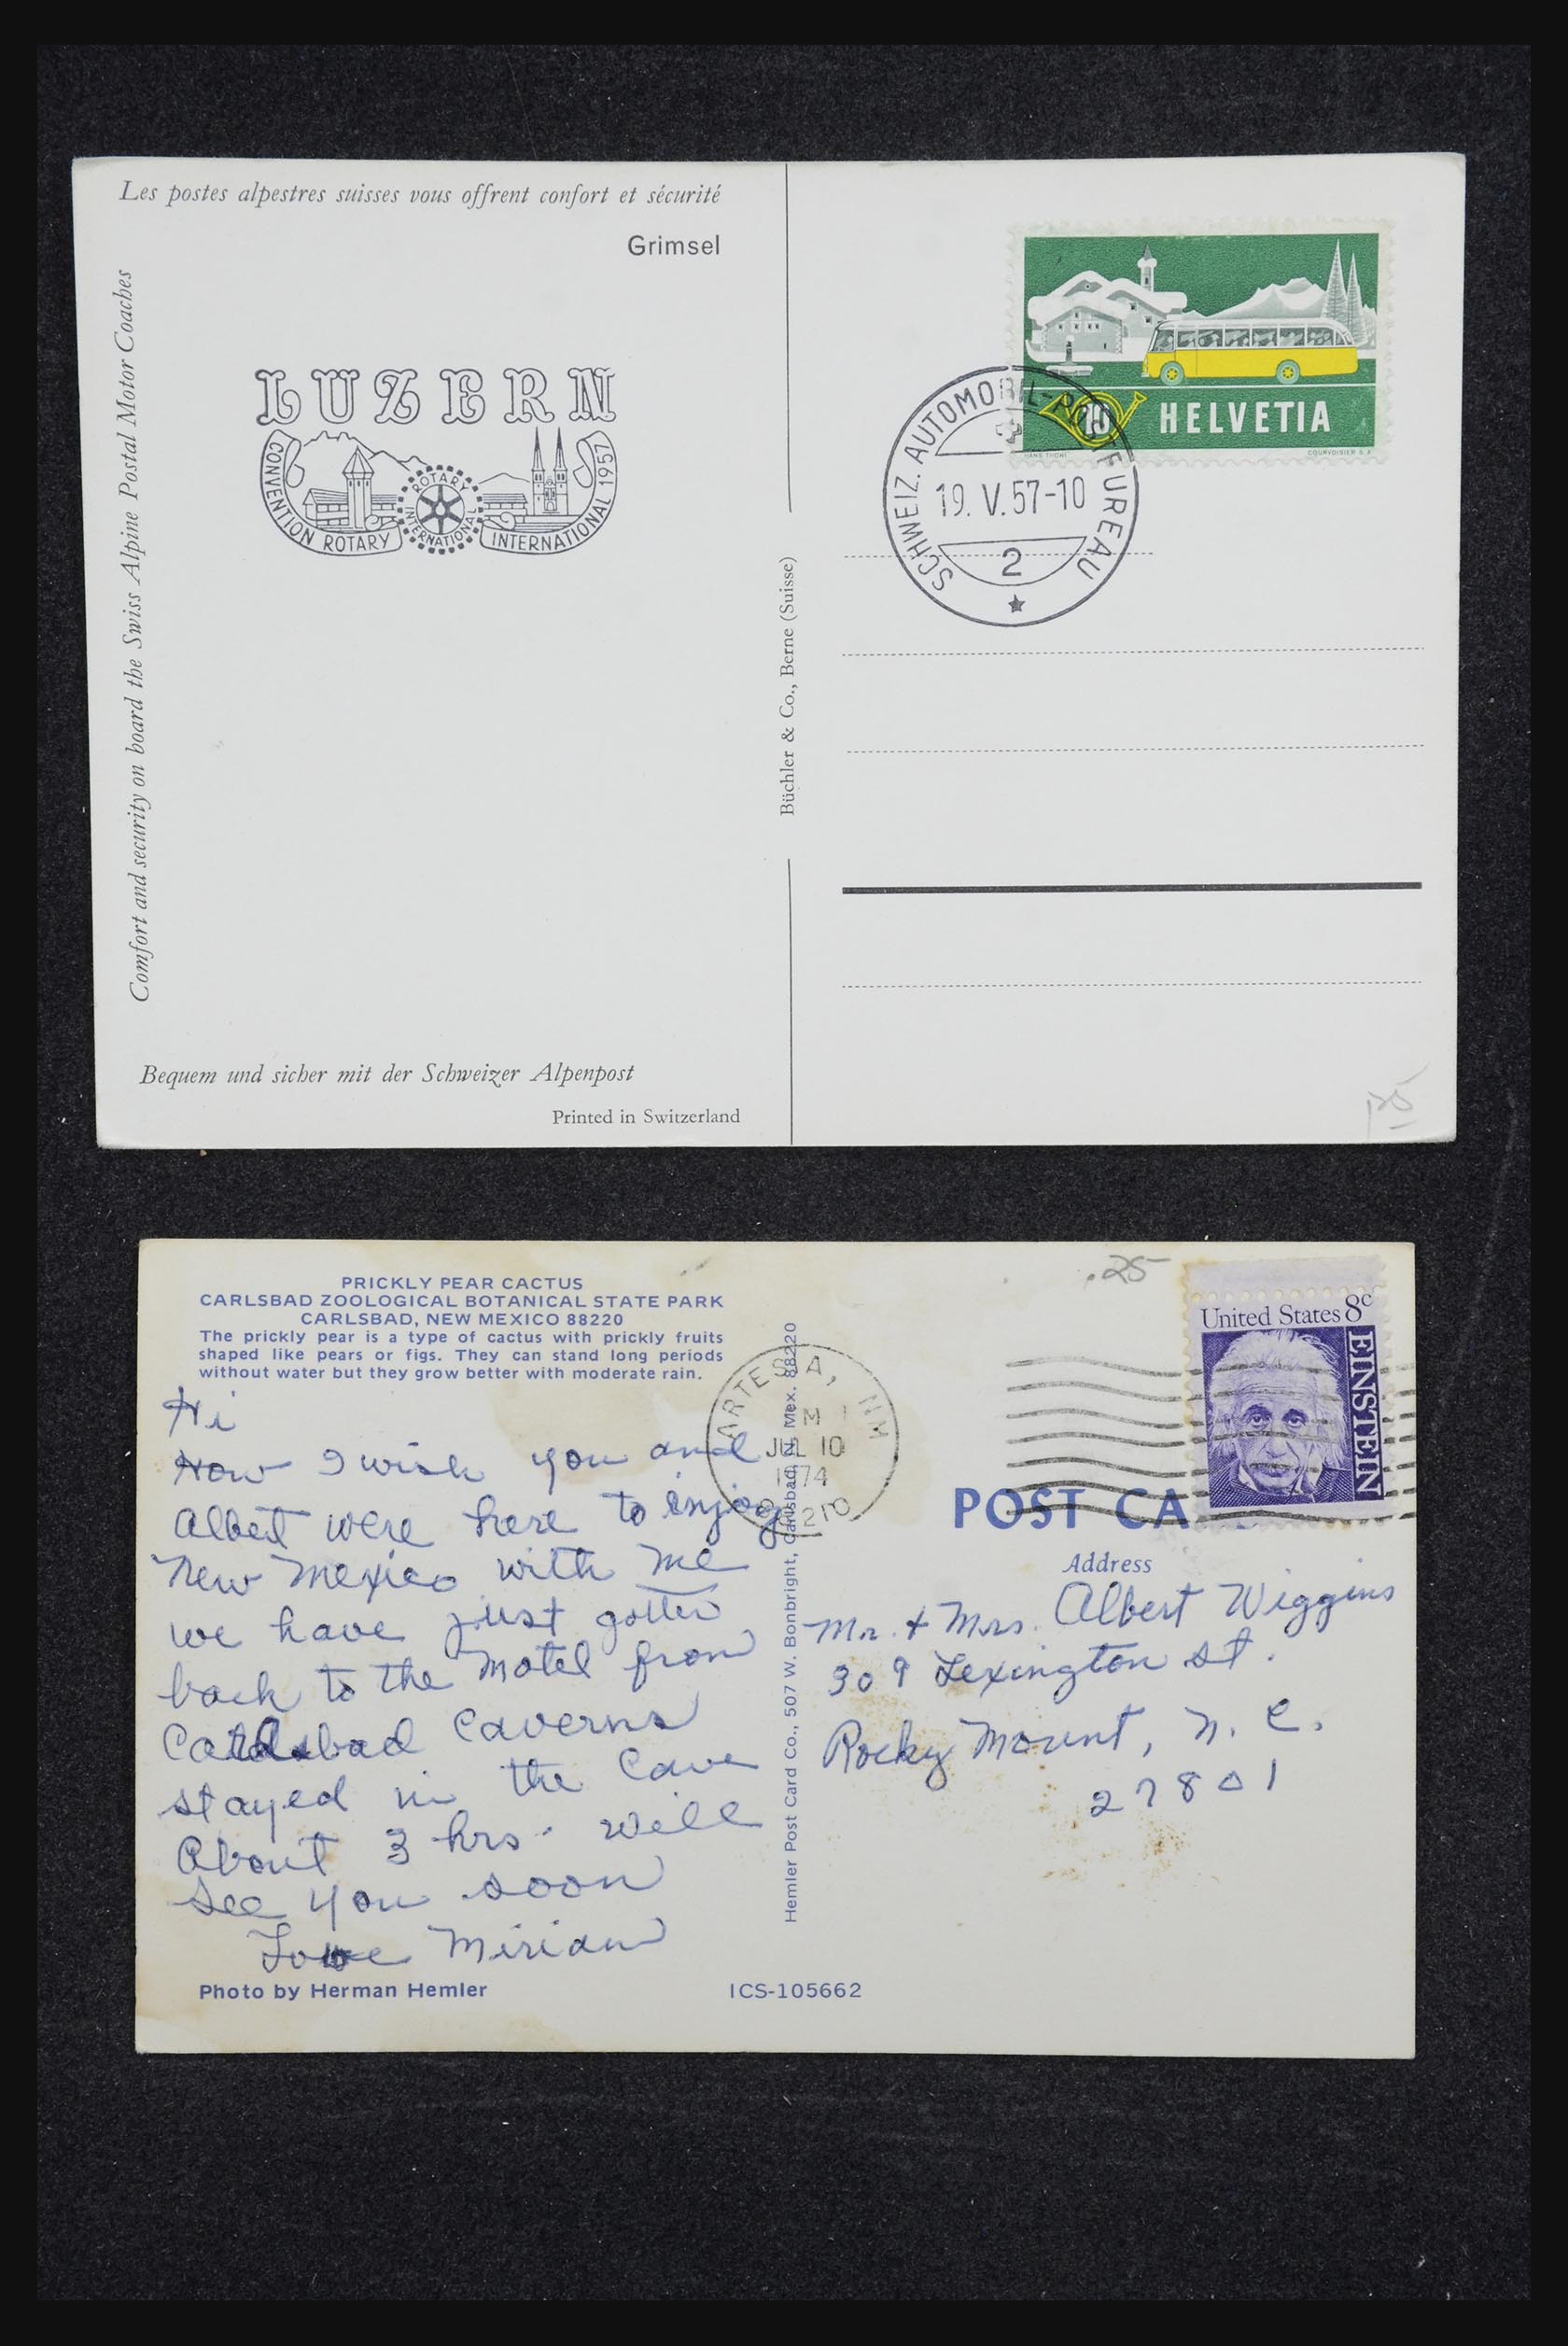 Les postes alpestres suisses vous offrent confort et sécurité
Grimsel
Comfort and security on board the Swiss Alpine Postal Motor Coaches
LUZERN
CONVENTION ROTARY INTERNATIONAL 1957
ROTARY INTERNATIONAL
Bequem und sicher mit der Schweizer Alpenpost
Printed in Switzerland
Büchler & Co., Berne (Suisse)
HELVETIA
HANS THÖNI
COURVOISIER S.A.
SCHWEIZ. AUTOMOBIL-POSTBUREAU
19. V. 57-10
2
PRICKLY PEAR CACTUS
CARLSBAD ZOOLOGICAL BOTANICAL STATE PARK
CARLSBAD, NEW MEXICO 88220
The prickly pear is a type of cactus with prickly fruits
shaped like pears or figs. They can stand long periods
without water but they grow better with moderate rain.
Hi
How I wish you and
Albert were here to enjoy
New Mexico with me
we have just gotten
back to the Motel from
Carlsbad Caverns
stayed in the Cave
About 3 hrs. will
see you soon
Love Miriam
Photo by Herman Hemler
ICS-105662
Hemler Post Card Co., 507 W. Bonbright, Carlsbad, N. Mex. 88220
ARTESIA, NM
M
JUL 10
1974
88210
.25
United States 8c
EINSTEIN
POST CA
Address
Mr. + Mrs. Albert Wiggins
309 Lexington St.
Rocky Mount, N. C.
27801